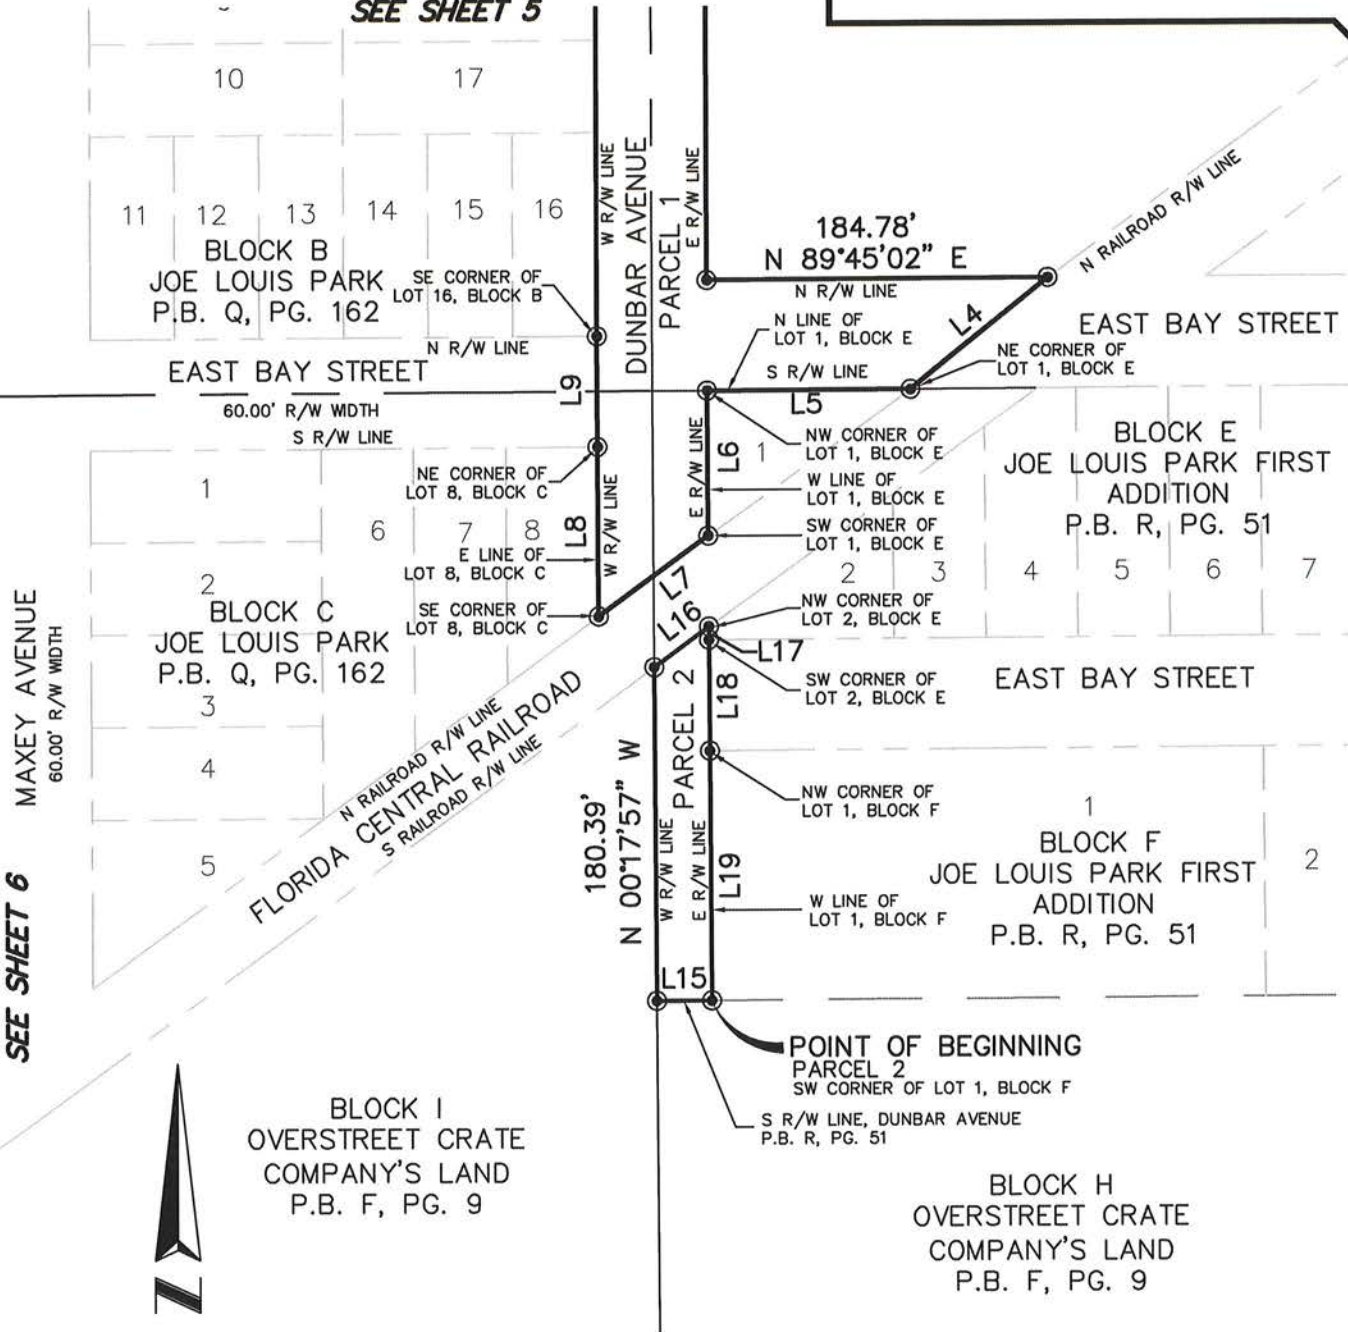 SEE SHEET 5
10
17
11
12
13
14
15
16
BLOCK B
JOE LOUIS PARK
P.B. Q, PG. 162
SE CORNER OF
LOT 16, BLOCK B
W R/W LINE
DUNBAR AVENUE
PARCEL 1
E R/W LINE
184.78'
N 89°45'02" E
N R/W LINE
N RAILROAD R/W LINE
L4
N LINE OF
LOT 1, BLOCK E
S R/W LINE
EAST BAY STREET
NE CORNER OF
LOT 1, BLOCK E
N R/W LINE
EAST BAY STREET
60.00' R/W WIDTH
S R/W LINE
L9
L5
L6
E R/W LINE
1
NW CORNER OF
LOT 1, BLOCK E
W LINE OF
LOT 1, BLOCK E
SW CORNER OF
LOT 1, BLOCK E
BLOCK E
JOE LOUIS PARK FIRST
ADDITION
P.B. R, PG. 51
2
3
4
5
6
7
NE CORNER OF
LOT 8, BLOCK C
L8
W R/W LINE
1
6
7
8
E LINE OF
LOT 8, BLOCK C
2
BLOCK C
JOE LOUIS PARK
P.B. Q, PG. 162
SE CORNER OF
LOT 8, BLOCK C
3
4
5
MAXEY AVENUE
60.00' R/W WIDTH
SEE SHEET 6
L7
L16
NW CORNER OF
LOT 2, BLOCK E
L17
SW CORNER OF
LOT 2, BLOCK E
L18
EAST BAY STREET
N RAILROAD R/W LINE
FLORIDA CENTRAL RAILROAD
S RAILROAD R/W LINE
180.39'
N 00°17'57" W
PARCEL 2
W R/W LINE
E R/W LINE
L19
NW CORNER OF
LOT 1, BLOCK F
W LINE OF
LOT 1, BLOCK F
1
BLOCK F
JOE LOUIS PARK FIRST
ADDITION
P.B. R, PG. 51
2
L15
POINT OF BEGINNING
PARCEL 2
SW CORNER OF LOT 1, BLOCK F
S R/W LINE, DUNBAR AVENUE
P.B. R, PG. 51
BLOCK I
OVERSTREET CRATE
COMPANY'S LAND
P.B. F, PG. 9
BLOCK H
OVERSTREET CRATE
COMPANY'S LAND
P.B. F, PG. 9
N